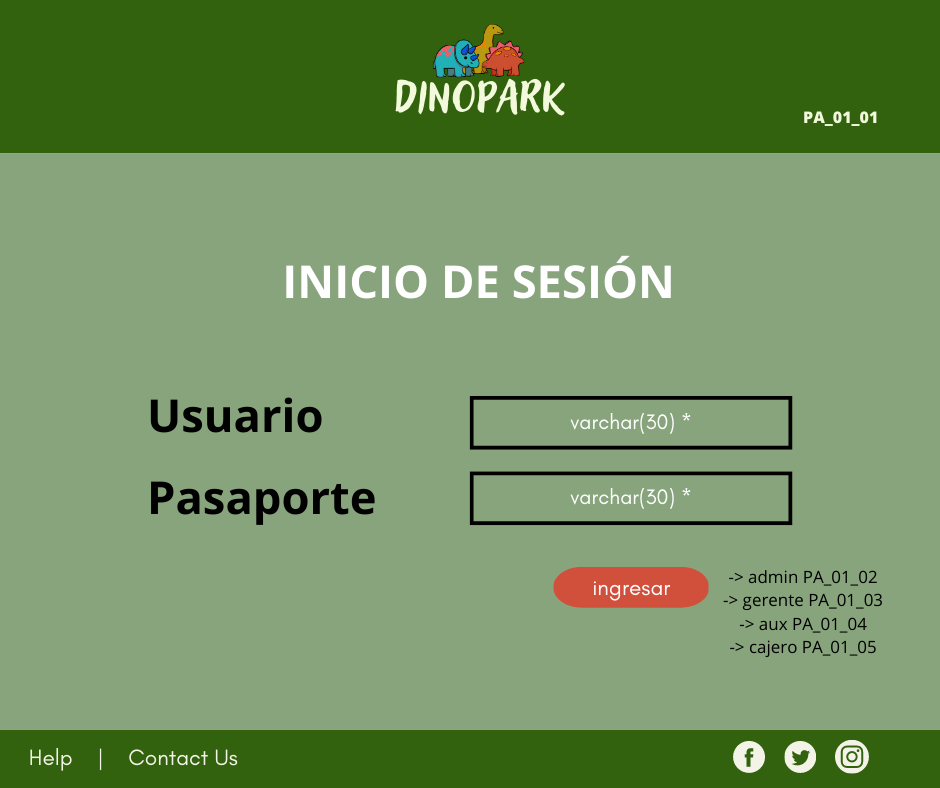 DINOPARK
PA_01_01
INICIO DE SESIÓN
Usuario
varchar(30) *
Pasaporte
varchar(30) *
ingresar
-> admin PA_01_02
-> gerente PA_01_03
-> aux PA_01_04
-> cajero PA_01_05
Help | Contact Us